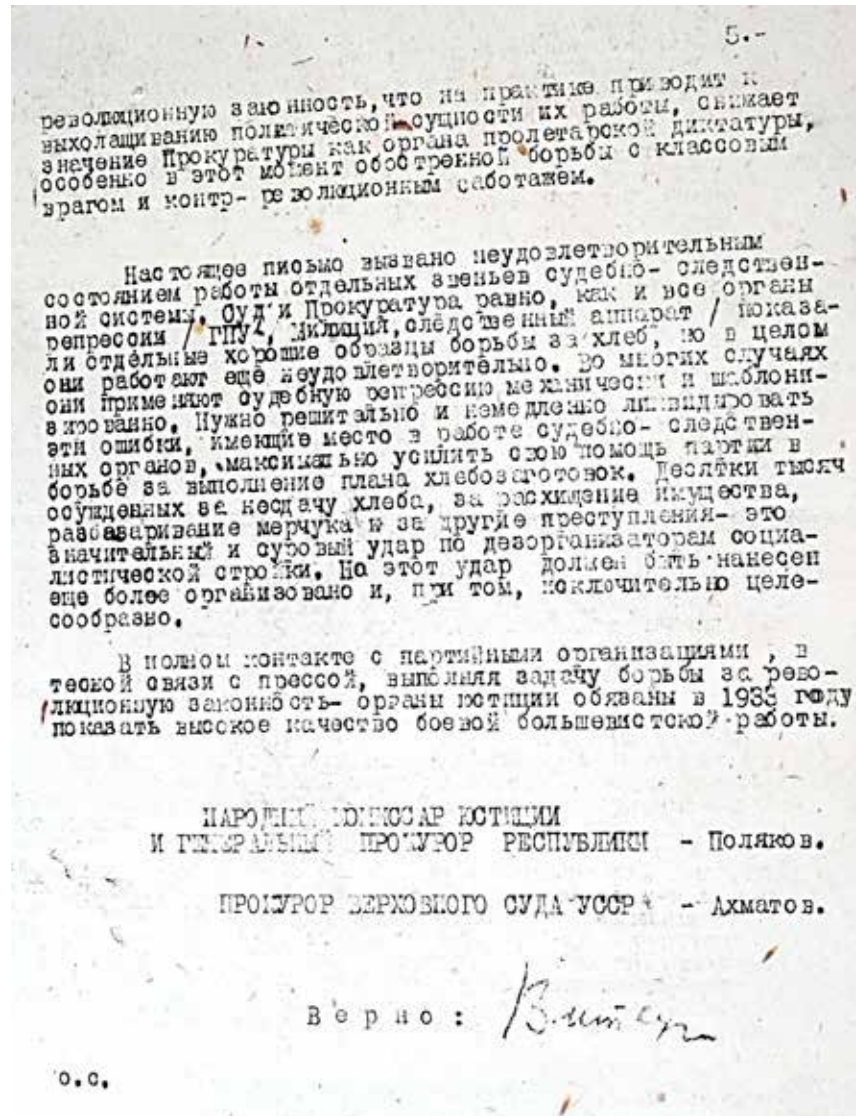 5.-
революционную законность,что на практике приводит к
выхолащиванию политической сущности их работы, снижает
значение Прокуратуры как органа пролетарской диктатуры,
особенно в этот момент обостренной борьбы с классовым
врагом и контр- революционным саботажем.
Настоящее письмо вызвано неудовлетворительным
состоянием работы отдельных звеньев судебно- следствен-
ной системы. Суд и Прокуратура равно, как и все органы
репрессии / ГПУ, Милиция,следственный аппарат / показа-
ли отдельные хорошие образцы борьбы за хлеб, но в целом
они работают еще неудовлетворительно. Во многих случаях
они применяют судебную репрессию механически и шаблони-
зированно. Нужно решительно и немедленно ликвидировать
эти ошибки, имеющие место в работе судебно- следствен-
ных органов, максимально усилить свою помощь партии в
борьбе за выполнение плана хлебозаготовок. Десятки тысяч
осужденных за несдачу хлеба, за расхищение имущества,
разбазаривание мерчука и за другие преступления- это
значительный и суровый удар по дезорганизаторам социа-
листической стройки. Но этот удар должен быть нанесен
еще более организовано и, при том, исключительно целе-
сообразно.
В полном контакте с партийными организациями , в
тесной связи с прессой, выполняя задачу борьбы за рево-
люционную законность- органы юстиции обязаны в 1933 году
показать высокое качество боевой большевистской работы.
НАРОДНЫЙ КОМИССАР ЮСТИЦИИ
И ГЕНЕРАЛЬНЫЙ ПРОКУРОР РЕСПУБЛИКИ - Поляков.
ПРОКУРОР ВЕРХОВНОГО СУДА УССР - Ахматов.
Верно:
о.с.